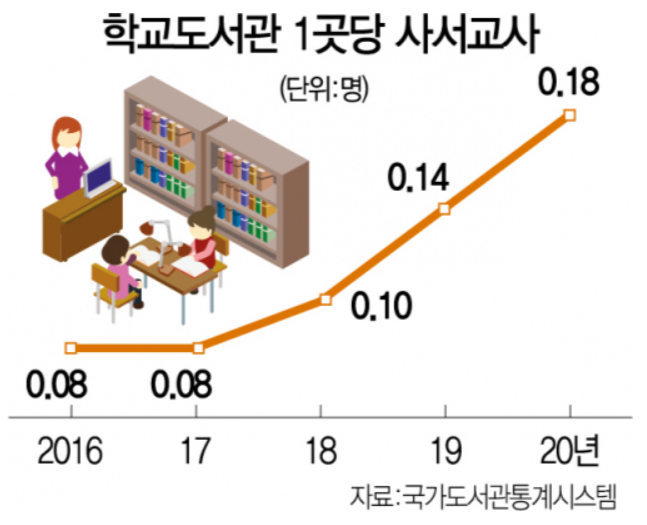 학교도서관 1곳당 사서교사
(단위:명)
0.18
0.14
0.10
0.08 0.08
2016 17 18 19 20년
자료:국가도서관통계시스템